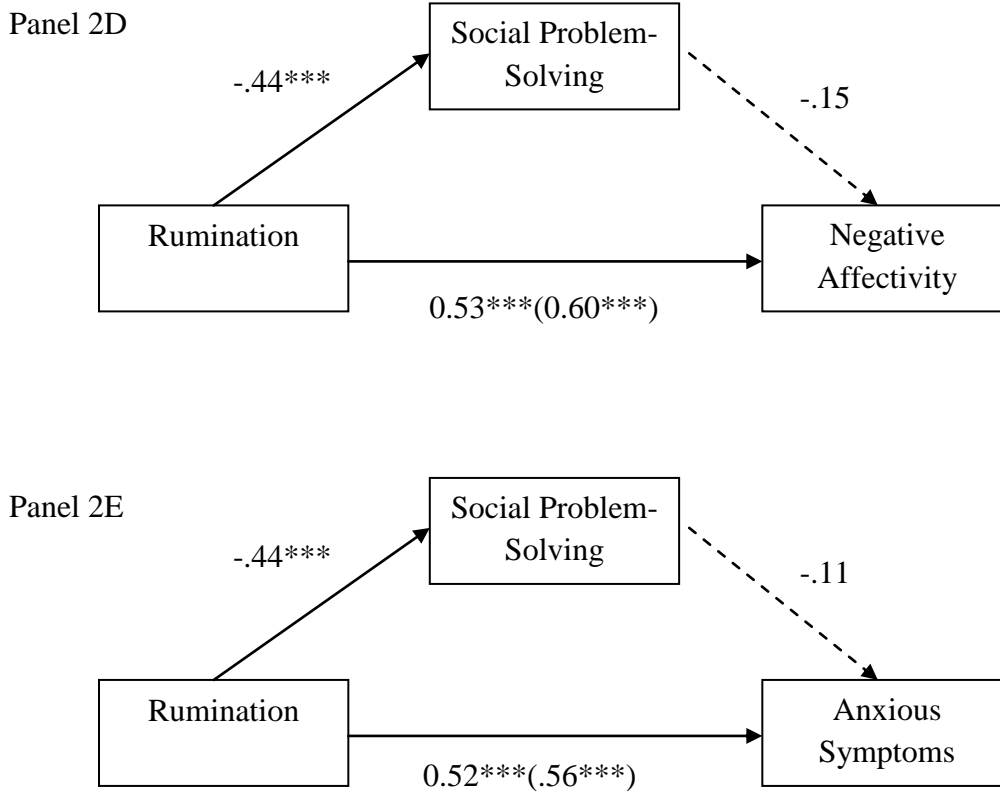 Panel 2D
Social Problem-
Solving
-.44***
-.15
Rumination
Negative
Affectivity
0.53***(0.60***)
Panel 2E
Social Problem-
Solving
-.44***
-.11
Rumination
Anxious
Symptoms
0.52***(.56***)